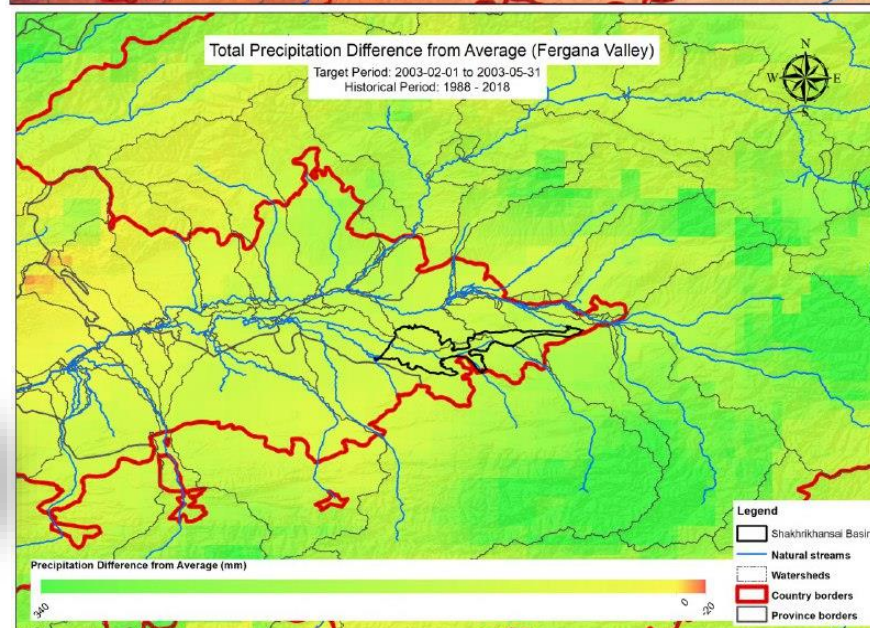 Total Precipitation Difference from Average (Fergana Valley)
Target Period: 2003-02-01 to 2003-05-31
Historical Period: 1988 - 2018
N
W E
S
Legend
Shakhrikhansai Basin
Natural streams
Watersheds
Country borders
Province borders
Precipitation Difference from Average (mm)
340 0 -20